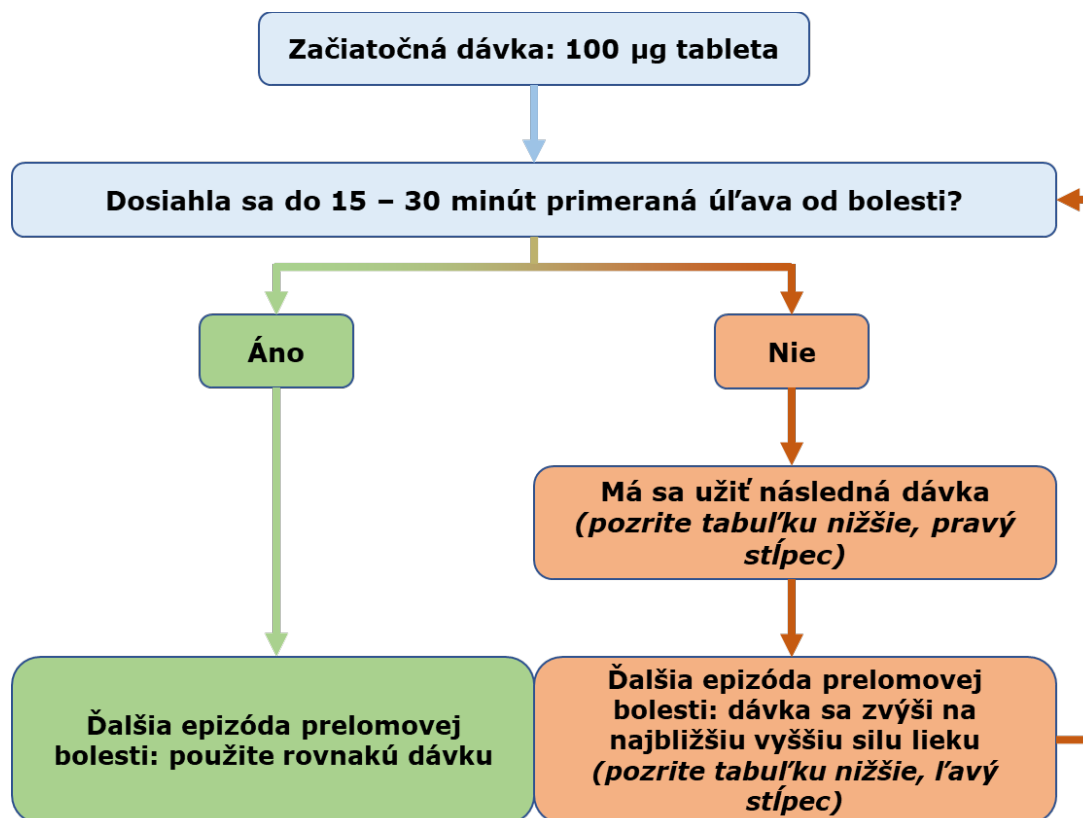 Začiatočná dávka: 100 µg tableta
Dosiahla sa do 15 – 30 minút primeraná úľava od bolesti?
Áno
Nie
Má sa užiť následná dávka
(pozrite tabuľku nižšie, pravý
stĺpec)
Ďalšia epizóda prelomovej
bolesti: použite rovnakú dávku
Ďalšia epizóda prelomovej
bolesti: dávka sa zvýši na
najbližšiu vyššiu silu lieku
(pozrite tabuľku nižšie, ľavý
stĺpec)